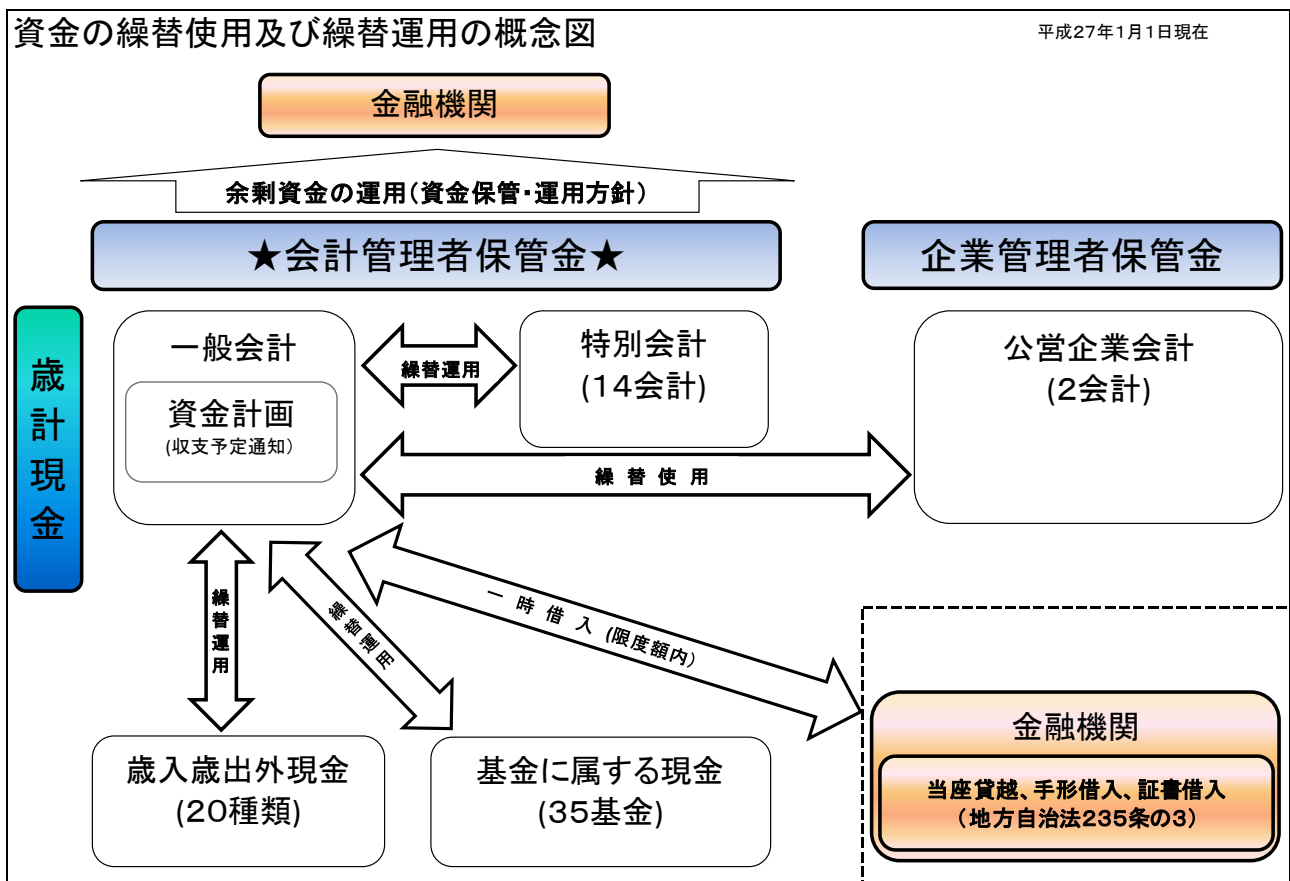 資金の繰替使用及び繰替運用の概念図
平成27年1月1日現在
金融機関
余剰資金の運用(資金保管・運用方針)
★会計管理者保管金★
企業管理者保管金
歳計現金
一般会計
資金計画
(収支予定通知)
繰替運用
特別会計
(14会計)
公営企業会計
(2会計)
繰替使用
繰替運用
繰替運用
一時借入(限度額内)
歳入歳出外現金
(20種類)
基金に属する現金
(35基金)
金融機関
当座貸越、手形借入、証書借入
(地方自治法235条の3)